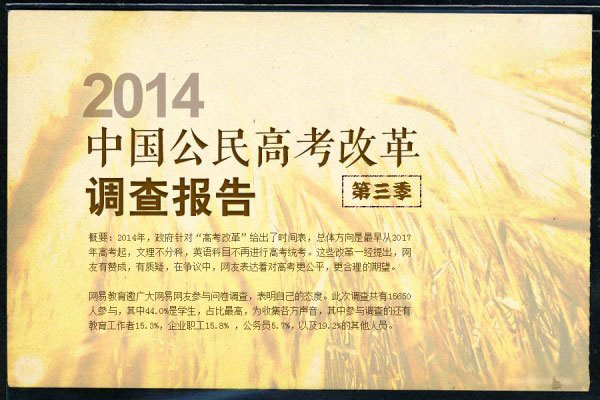 2014
中国公民高考改革
调查报告
第三季
概要：2014年，政府针对“高考改革”给出了时间表，总体方向是最早从2017
年高考起，文理不分科，英语科目不再进行高考统考。这些改革一经提出，网
友有赞成，有质疑，在争议中，网友表达着对高考更公平，更合理的期望。
网易教育邀广大网易网友参与问卷调查，表明自己的态度。此次调查共有15650
人参与，其中44.0%是学生，占比最高，为收集各方声音，其中参与调查的还有
教育工作者15.3%，企业职工15.8% ，公务员5.7%，以及19.2%的其他人员。